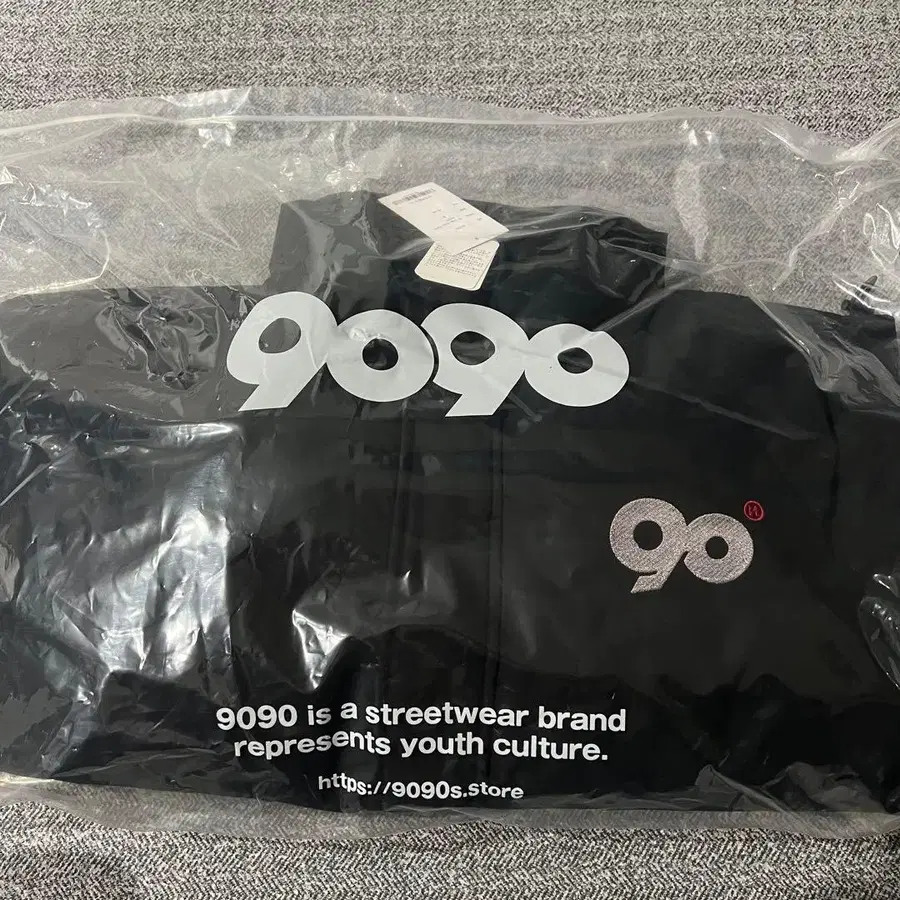 9090
90
9090 is a streetwear brand
represents youth culture.
https://9090s.store